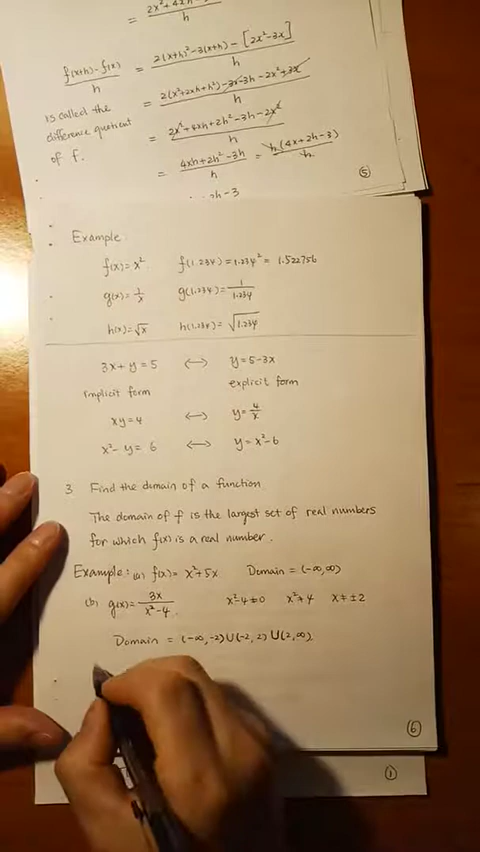 = 2x²+4xh
h
f(x+h)-f(x) / h = 2(x+h)²-3(x+h) - [2x²-3x] / h
is called the = 2(x²+2xh+h²)-3x-3h-2x²+3x / h
difference quotient = 2x²+4xh+2h²-3h-2x² / h
of f. = 4xh+2h²-3h / h = h(4x+2h-3) / h
⑤
2h-3
Example
f(x)=x² f(1.234)=1.234²=1.522756
g(x)=1/x g(1.234)=1/1.234
h(x)=√x h(1.234)=√1.234
3x+y=5 ↔ y=5-3x
implicit form explicit form
xy=4 ↔ y=4/x
x²-y=6 ↔ y=x²-6
3. Find the domain of a function
The domain of f is the largest set of real numbers
for which f(x) is a real number.
Example: (a) f(x)=x²+5x Domain = (-∞,∞)
(b) g(x)=3x/x²-4. x²-4≠0 x²≠4 x≠±2
Domain = (-∞,-2)∪(-2,2)∪(2,∞).
⑥
①